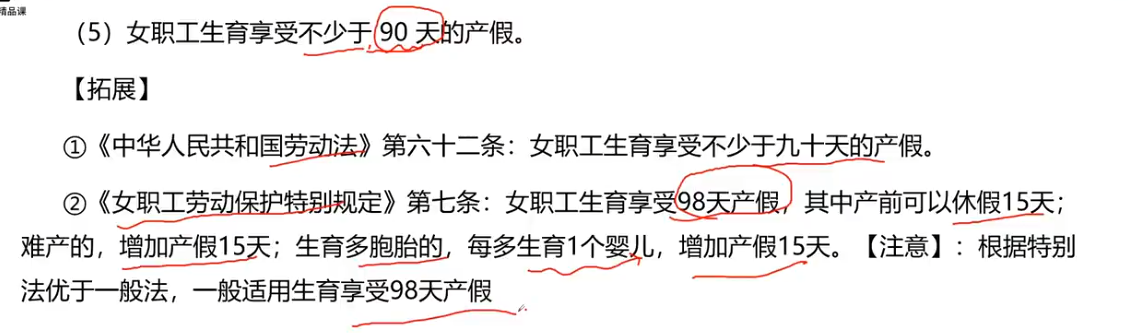 精品课
（5）女职工生育享受不少于 90 天的产假。
【拓展】
①《中华人民共和国劳动法》第六十二条：女职工生育享受不少于九十天的产假。
②《女职工劳动保护特别规定》第七条：女职工生育享受98天产假，其中产前可以休假15天；
难产的，增加产假15天；生育多胞胎的，每多生育1个婴儿，增加产假15天。【注意】：根据特别
法优于一般法，一般适用生育享受98天产假